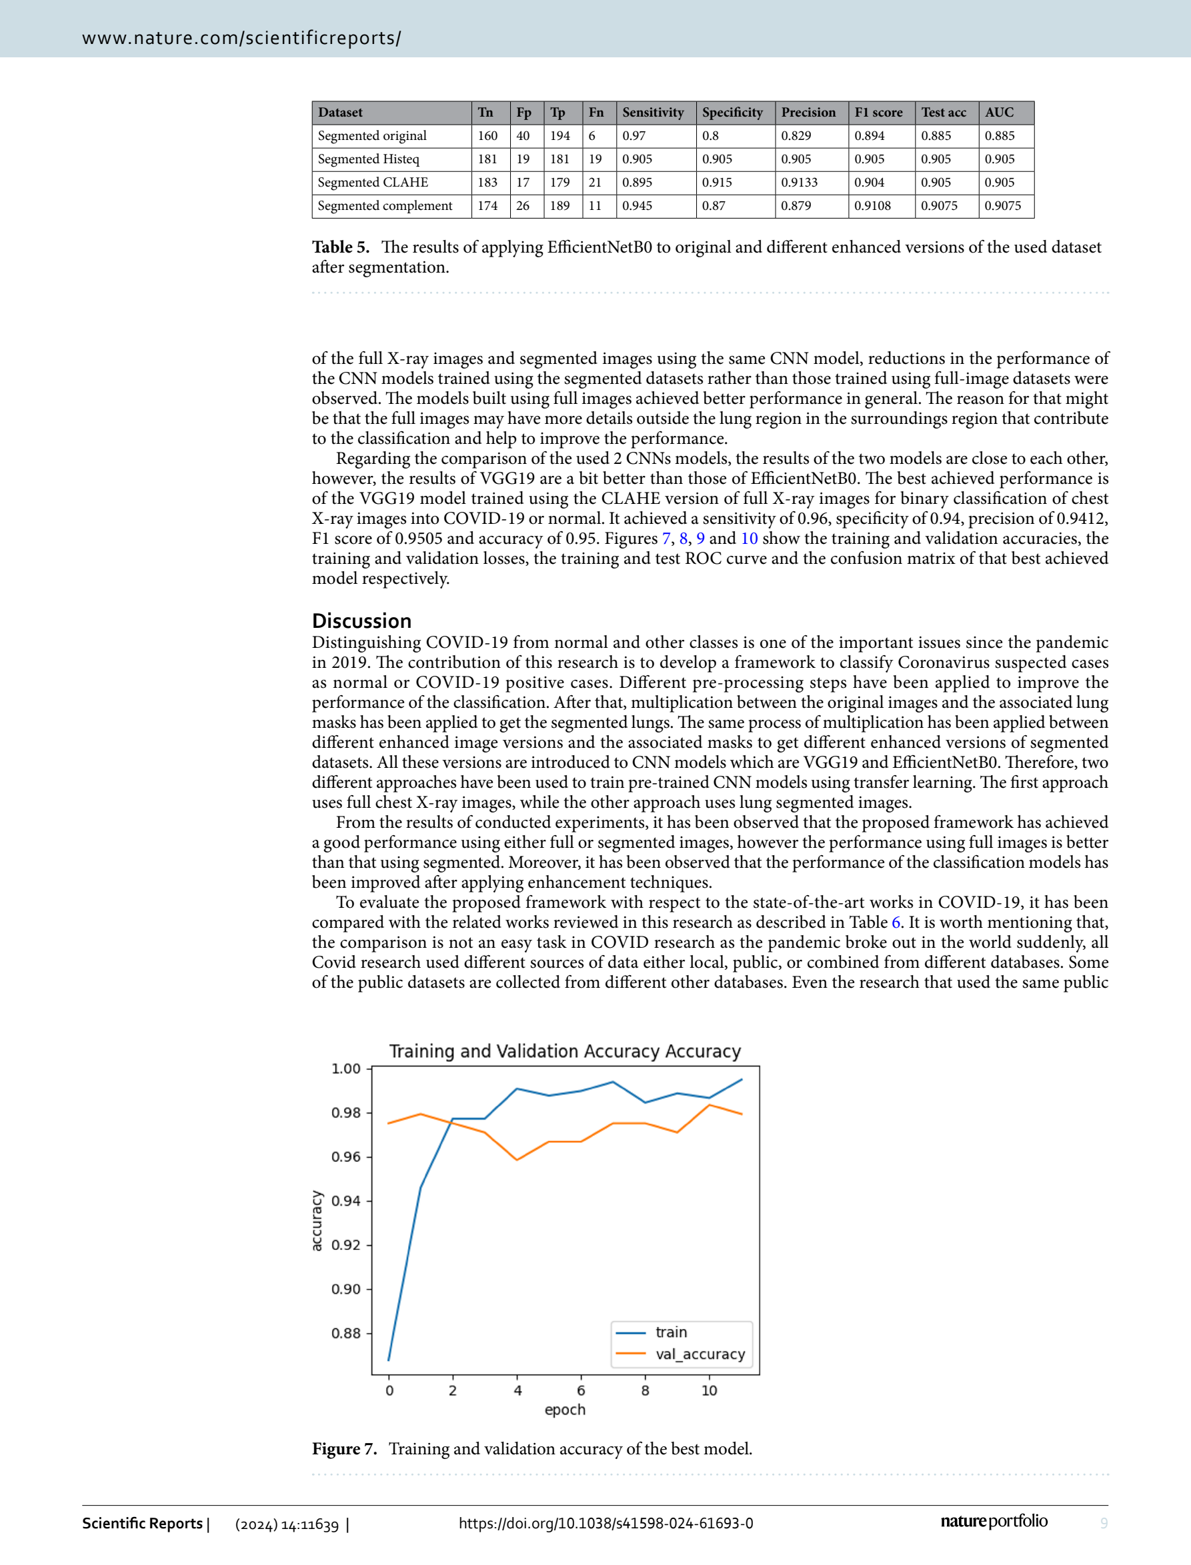 www.nature.com/scientificreports/
Dataset Tn Fp Tp Fn Sensitivity Specificity Precision F1 score Test acc AUC
Segmented original 160 40 194 6 0.97 0.8 0.829 0.894 0.885 0.885
Segmented Histeq 181 19 181 19 0.905 0.905 0.905 0.905 0.905 0.905
Segmented CLAHE 183 17 179 21 0.895 0.915 0.9133 0.904 0.905 0.905
Segmented complement 174 26 189 11 0.945 0.87 0.879 0.9108 0.9075 0.9075
Table 5. The results of applying EfficientNetB0 to original and different enhanced versions of the used dataset
after segmentation.
of the full X-ray images and segmented images using the same CNN model, reductions in the performance of
the CNN models trained using the segmented datasets rather than those trained using full-image datasets were
observed. The models built using full images achieved better performance in general. The reason for that might
be that the full images may have more details outside the lung region in the surroundings region that contribute
to the classification and help to improve the performance.
Regarding the comparison of the used 2 CNNs models, the results of the two models are close to each other,
however, the results of VGG19 are a bit better than those of EfficientNetB0. The best achieved performance is
of the VGG19 model trained using the CLAHE version of full X-ray images for binary classification of chest
X-ray images into COVID-19 or normal. It achieved a sensitivity of 0.96, specificity of 0.94, precision of 0.9412,
F1 score of 0.9505 and accuracy of 0.95. Figures 7, 8, 9 and 10 show the training and validation accuracies, the
training and validation losses, the training and test ROC curve and the confusion matrix of that best achieved
model respectively.
Discussion
Distinguishing COVID-19 from normal and other classes is one of the important issues since the pandemic
in 2019. The contribution of this research is to develop a framework to classify Coronavirus suspected cases
as normal or COVID-19 positive cases. Different pre-processing steps have been applied to improve the
performance of the classification. After that, multiplication between the original images and the associated lung
masks has been applied to get the segmented lungs. The same process of multiplication has been applied between
different enhanced image versions and the associated masks to get different enhanced versions of segmented
datasets. All these versions are introduced to CNN models which are VGG19 and EfficientNetB0. Therefore, two
different approaches have been used to train pre-trained CNN models using transfer learning. The first approach
uses full chest X-ray images, while the other approach uses lung segmented images.
From the results of conducted experiments, it has been observed that the proposed framework has achieved
a good performance using either full or segmented images, however the performance using full images is better
than that using segmented. Moreover, it has been observed that the performance of the classification models has
been improved after applying enhancement techniques.
To evaluate the proposed framework with respect to the state-of-the-art works in COVID-19, it has been
compared with the related works reviewed in this research as described in Table 6. It is worth mentioning that,
the comparison is not an easy task in COVID research as the pandemic broke out in the world suddenly, all
Covid research used different sources of data either local, public, or combined from different databases. Some
of the public datasets are collected from different other databases. Even the research that used the same public
Training and Validation Accuracy Accuracy
1.00
0.98
0.96
0.94
0.92
0.90
0.88
accuracy
train
val_accuracy
0 2 4 6 8 10
epoch
Figure 7. Training and validation accuracy of the best model.
Scientific Reports | (2024) 14:11639 | https://doi.org/10.1038/s41598-024-61693-0 nature portfolio 9